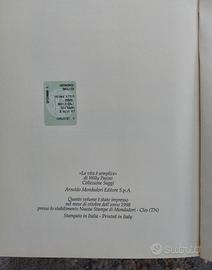 «La vita è semplice»
di Willy Pasini
Collezione Saggi
Arnoldo Mondadori Editore S.p.A.
Questo volume è stato impresso
nel mese di ottobre dell'anno 1998
presso lo stabilimento Nuova Stampa di Mondadori - Cles (TN)
Stampato in Italia - Printed in Italy
subito